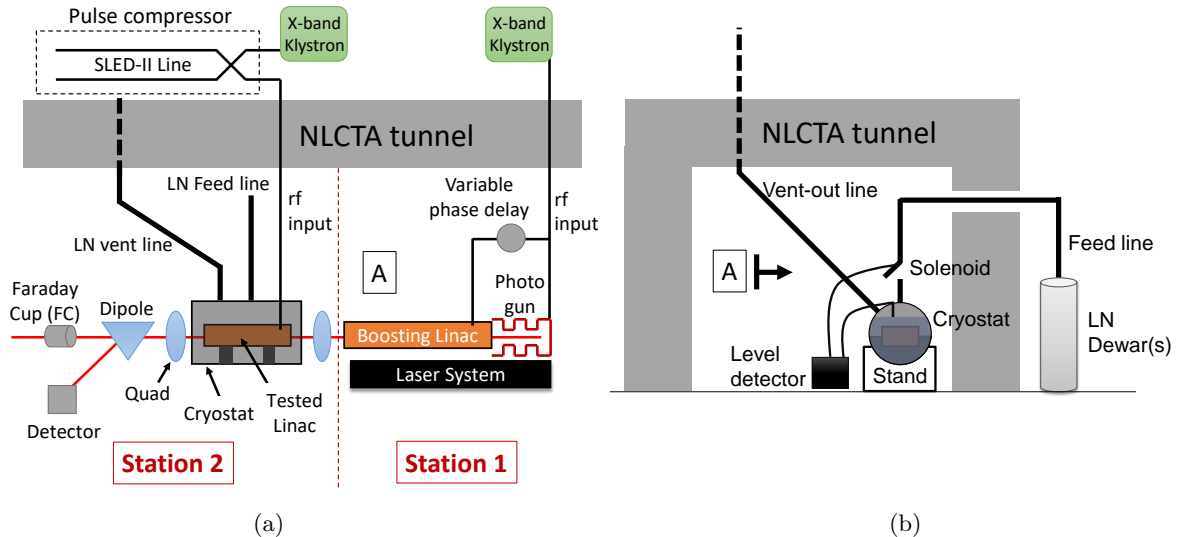 Pulse compressor
SLED-II Line
X-band
Klystron
X-band
Klystron
NLCTA tunnel
LN Feed line
rf
input
LN vent line
Variable
phase delay
rf
input
A
Photo
gun
Faraday
Cup (FC)
Dipole
Boosting Linac
Laser System
Quad
Cryostat
Tested
Linac
Detector
Station 2
Station 1
(a)
NLCTA tunnel
Vent-out line
A
Solenoid
Feed line
Cryostat
Level
detector
Stand
LN
Dewar(s)
(b)